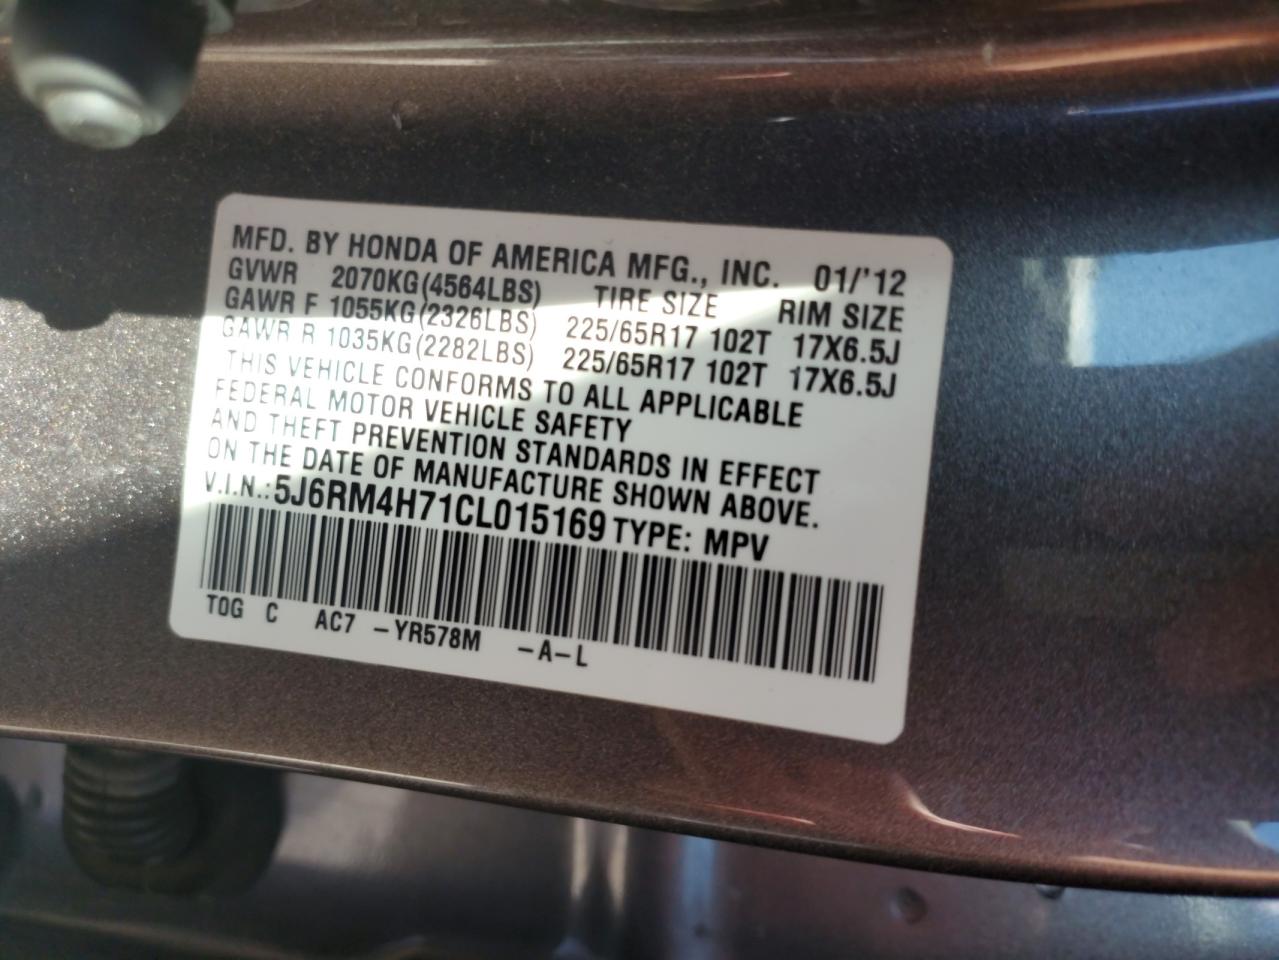 MFD. BY HONDA OF AMERICA MFG., INC. 01/'12
GVWR 2070KG(4564LBS) TIRE SIZE RIM SIZE
GAWR F 1055KG(2326LBS) 225/65R17 102T 17X6.5J
GAWR R 1035KG(2282LBS) 225/65R17 102T 17X6.5J
THIS VEHICLE CONFORMS TO ALL APPLICABLE
FEDERAL MOTOR VEHICLE SAFETY
AND THEFT PREVENTION STANDARDS IN EFFECT
ON THE DATE OF MANUFACTURE SHOWN ABOVE.
V.I.N.: 5J6RM4H71CL015169 TYPE: MPV
TOG C AC7 -YR578M -A-L